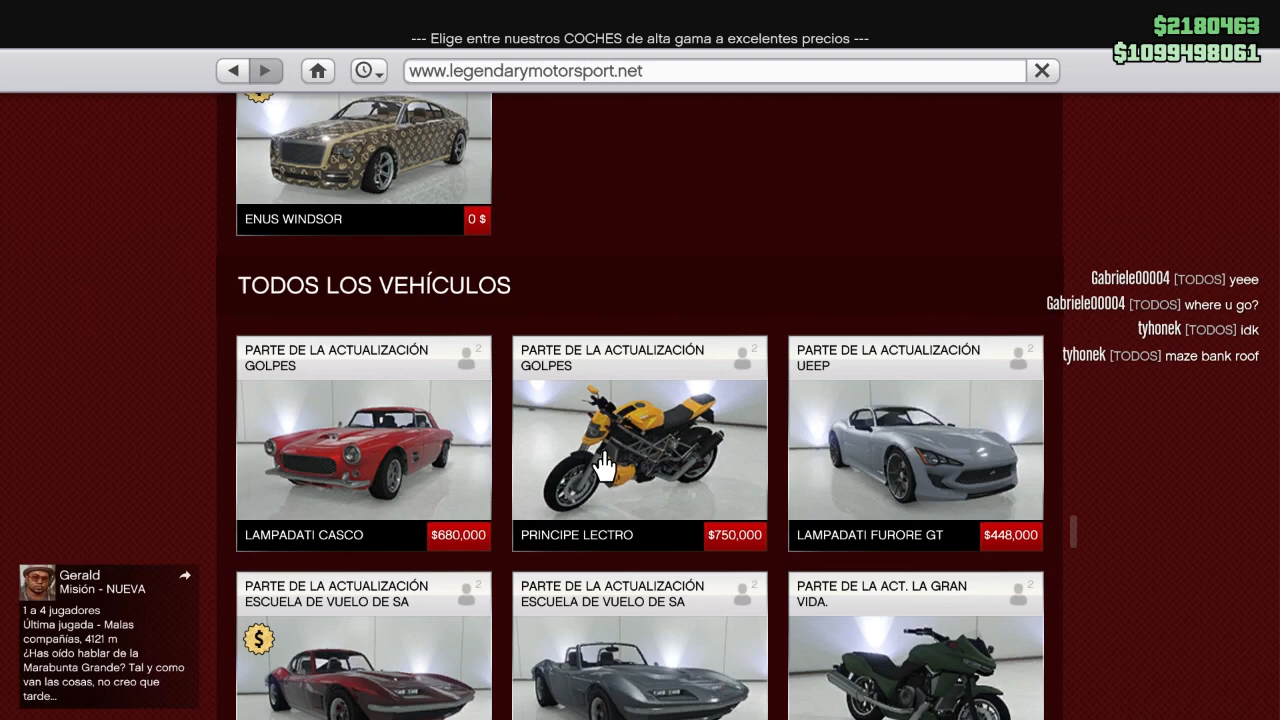 --- Elige entre nuestros COCHES de alta gama a excelentes precios ---
$2180463
$1099498061
www.legendarymotorsport.net
ENUS WINDSOR
0 $
TODOS LOS VEHÍCULOS
Gabriele00004 [TODOS] yeee
Gabriele00004 [TODOS] where u go?
tyhonek [TODOS] idk
tyhonek [TODOS] maze bank roof
PARTE DE LA ACTUALIZACIÓN
GOLPES
2
LAMPADATI CASCO
$680,000
PARTE DE LA ACTUALIZACIÓN
GOLPES
2
PRINCIPE LECTRO
$750,000
PARTE DE LA ACTUALIZACIÓN
UEEP
2
LAMPADATI FURORE GT
$448,000
PARTE DE LA ACTUALIZACIÓN
ESCUELA DE VUELO DE SA
2
$
PARTE DE LA ACTUALIZACIÓN
ESCUELA DE VUELO DE SA
2
PARTE DE LA ACT. LA GRAN
VIDA.
2
Gerald
Misión - NUEVA
1 a 4 jugadores
Última jugada - Malas
compañías, 4121 m
¿Has oído hablar de la
Marabunta Grande? Tal y como
van las cosas, no creo que
tarde...